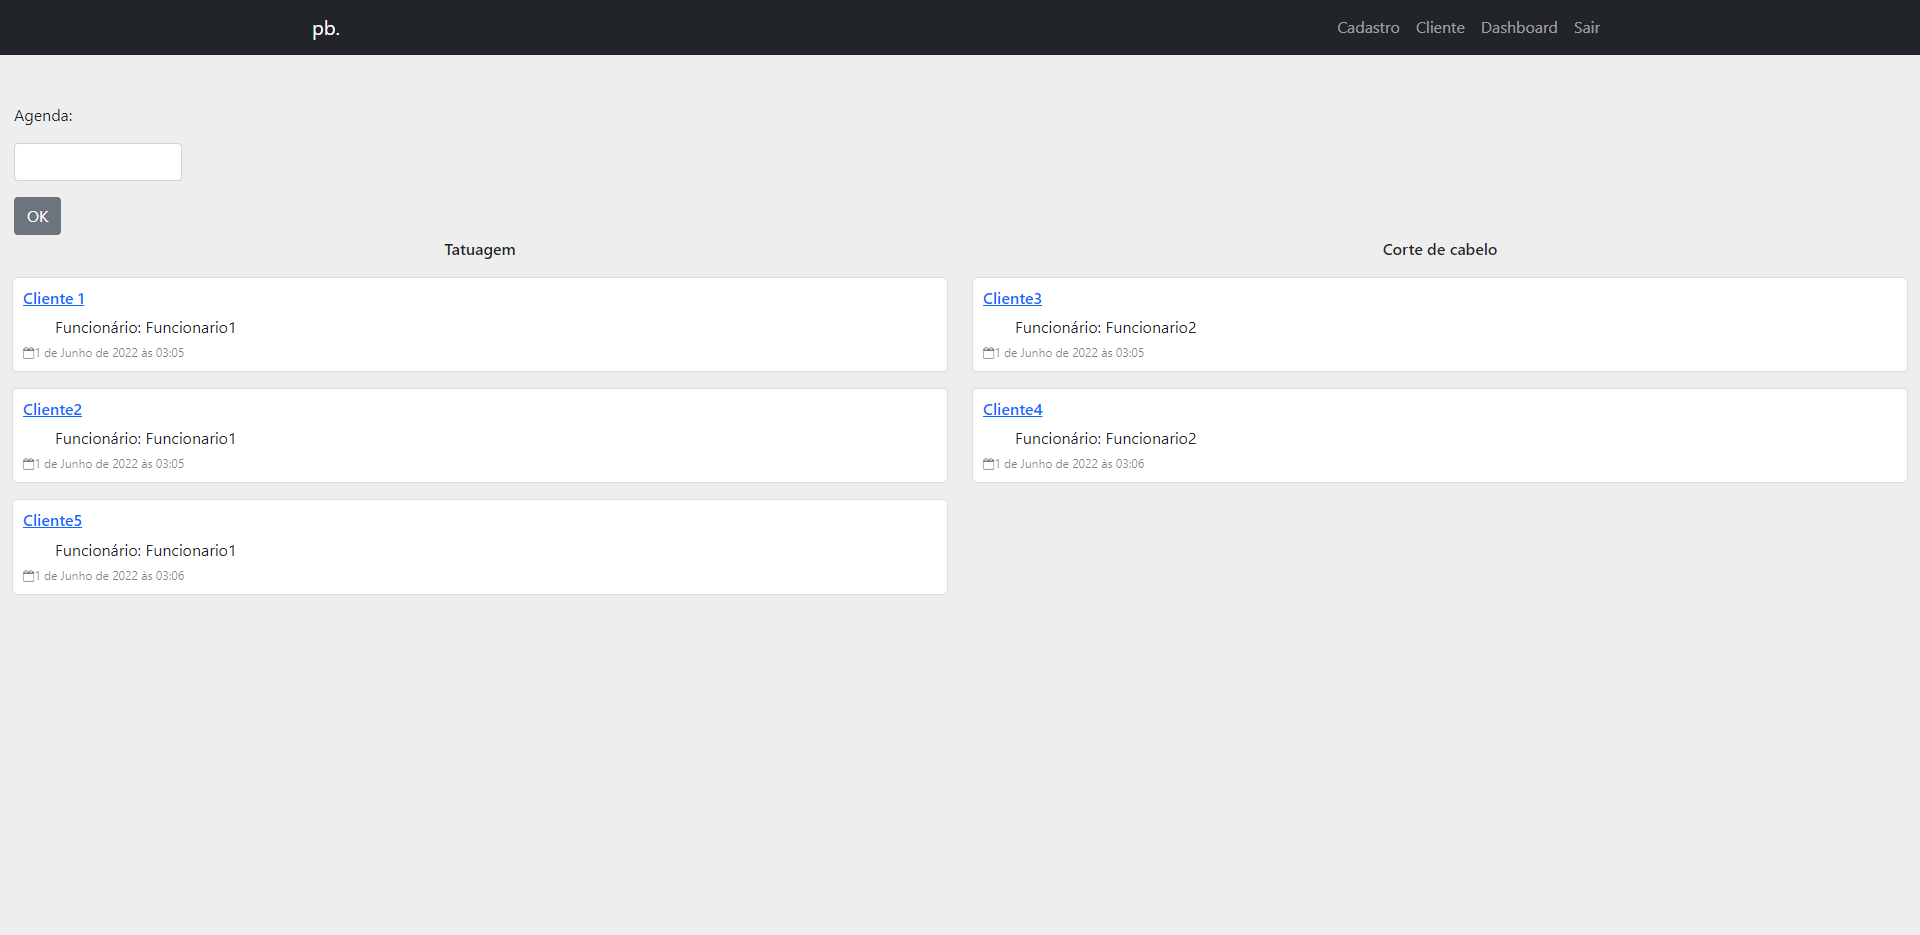 pb.
Cadastro Cliente Dashboard Sair
Agenda:
OK
Tatuagem
Cliente 1
Funcionário: Funcionario1
1 de Junho de 2022 às 03:05
Cliente2
Funcionário: Funcionario1
1 de Junho de 2022 às 03:05
Cliente5
Funcionário: Funcionario1
1 de Junho de 2022 às 03:06
Corte de cabelo
Cliente3
Funcionário: Funcionario2
1 de Junho de 2022 às 03:05
Cliente4
Funcionário: Funcionario2
1 de Junho de 2022 às 03:06